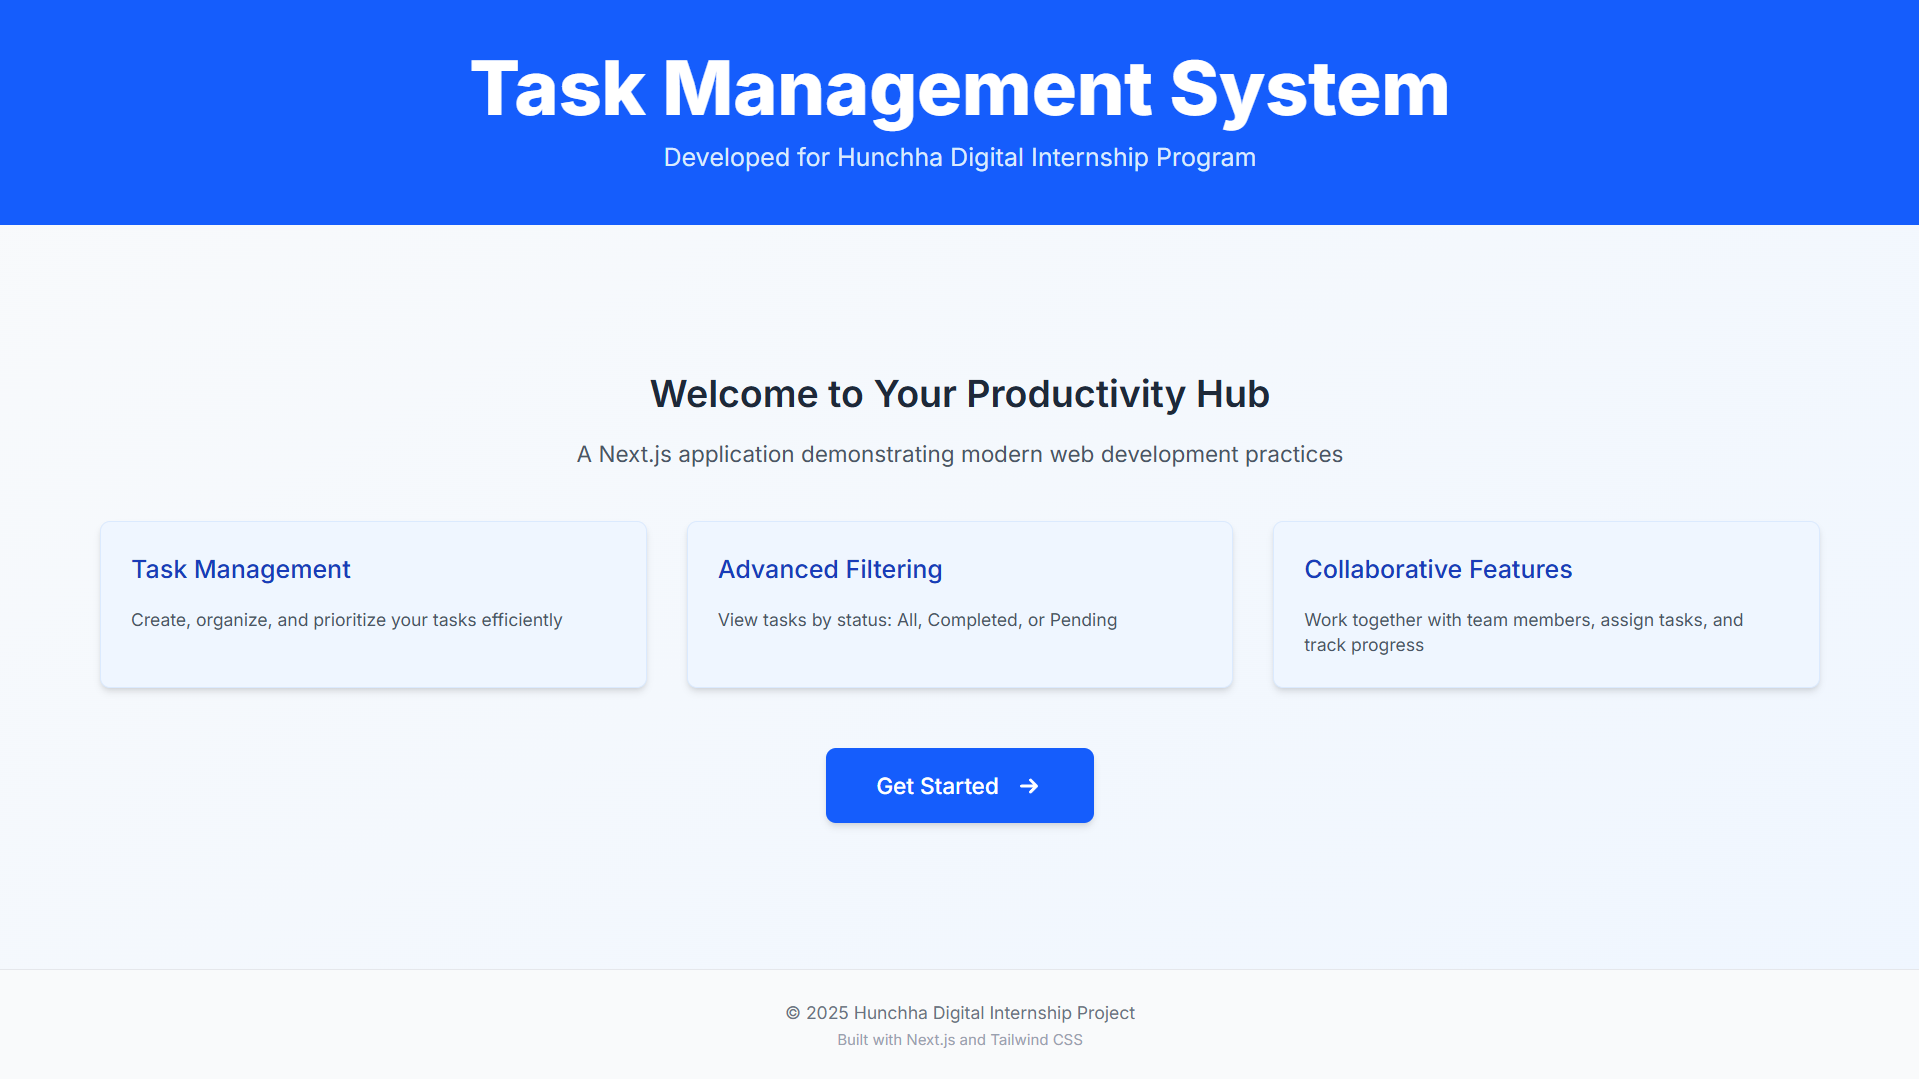 Task Management System
Developed for Hunchha Digital Internship Program
Welcome to Your Productivity Hub
A Next.js application demonstrating modern web development practices
Task Management
Create, organize, and prioritize your tasks efficiently
Advanced Filtering
View tasks by status: All, Completed, or Pending
Collaborative Features
Work together with team members, assign tasks, and
track progress
Get Started →
© 2025 Hunchha Digital Internship Project
Built with Next.js and Tailwind CSS